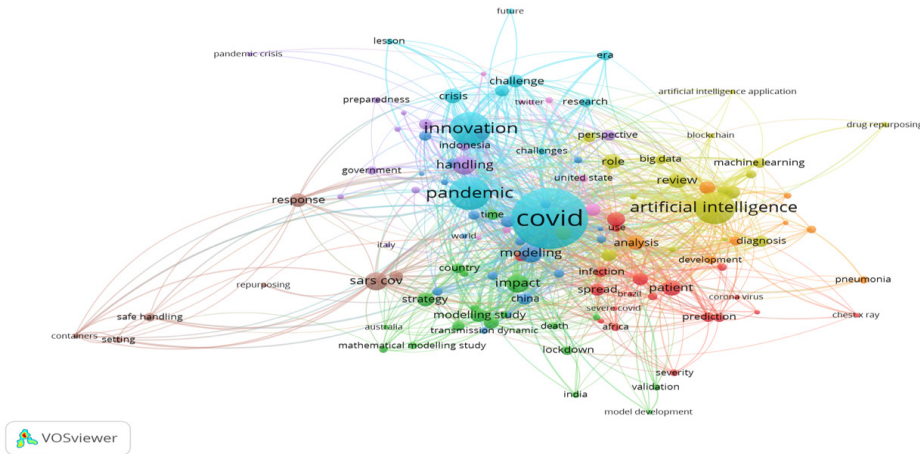 future
lesson
era
pandemic crisis
challenge
artificial intelligence application
crisis
preparedness
twitter
research
drug repurposing
innovation
perspective
blockchain
indonesia
challenges
role
big data
machine learning
handling
government
united state
review
pandemic
response
artificial intelligence
time
covid
use
world
italy
modeling
analysis
diagnosis
development
country
infection
sars cov
impact
pneumonia
repurposing
spread
patient
strategy
china
brazil
corona virus
severe covid
safe handling
modelling study
prediction
chest x ray
australia
transmission dynamic
death
africa
containers
setting
mathematical modelling study
lockdown
severity
validation
india
model development
VOSviewer